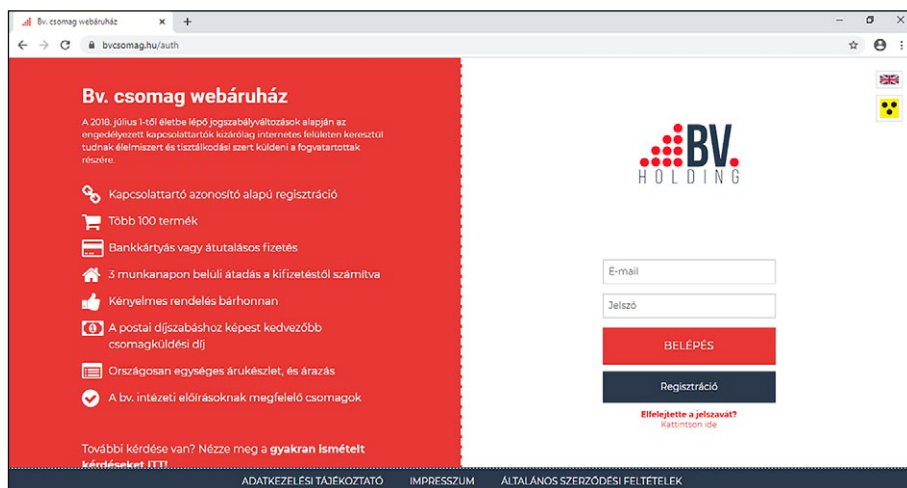 Bv. csomag webáruház
bvcsomag.hu/auth
Bv. csomag webáruház
A 2018. július 1-től életbe lépő jogszabályváltozások alapján az
engedélyezett kapcsolattartók kizárólag internetes felületen keresztül
tudnak élelmiszert és tisztálkodási szert küldeni a fogvatartottak
részére.
Kapcsolattartó azonosító alapú regisztráció
Több 100 termék
Bankkártyás vagy átutalásos fizetés
3 munkanapon belüli átadás a kifizetéstől számítva
Kényelmes rendelés bárhonnan
A postai díjszabáshoz képest kedvezőbb
csomagküldési díj
Országosan egységes árukészlet, és árazás
A bv. intézeti előírásoknak megfelelő csomagok
További kérdése van? Nézze meg a gyakran ismételt
kérdéseket ITT!
BV.
HOLDING
E-mail
Jelszó
BELÉPÉS
Regisztráció
Elfelejtette a jelszavát?
Kattintson ide
ADATKEZELÉSI TÁJÉKOZTATÓ IMPRESSZUM ÁLTALÁNOS SZERZŐDÉSI FELTÉTELEK